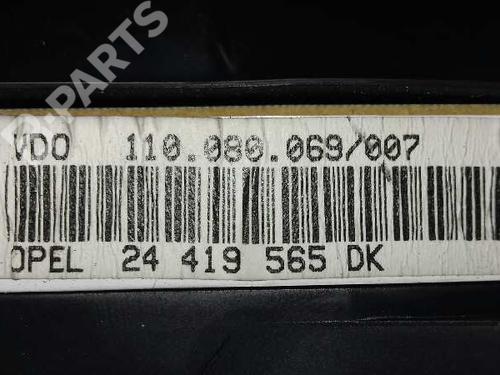 B-PARTS
VDO 110.080.069/007
OPEL 24 419 565 DK